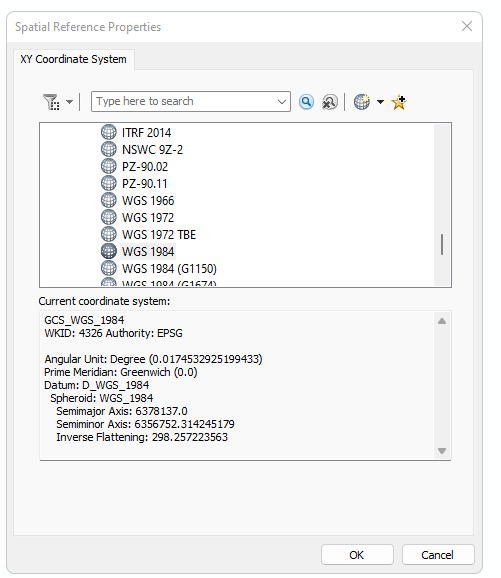 Spatial Reference Properties
XY Coordinate System
Type here to search
ITRF 2014
NSWC 9Z-2
PZ-90.02
PZ-90.11
WGS 1966
WGS 1972
WGS 1972 TBE
WGS 1984
WGS 1984 (G1150)
WGS 1984 (G1674)
Current coordinate system:
GCS_WGS_1984
WKID: 4326 Authority: EPSG
Angular Unit: Degree (0.0174532925199433)
Prime Meridian: Greenwich (0.0)
Datum: D_WGS_1984
Spheroid: WGS_1984
Semimajor Axis: 6378137.0
Semiminor Axis: 6356752.314245179
Inverse Flattening: 298.257223563
OK
Cancel